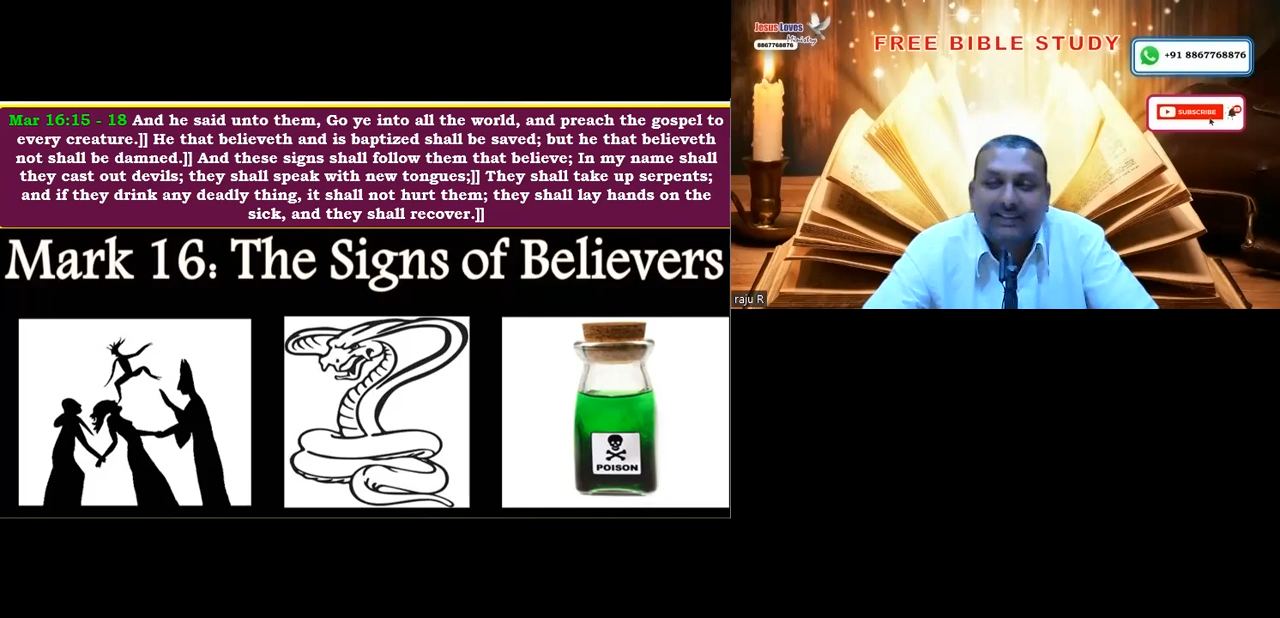 Mar 16:15 - 18 And he said unto them, Go ye into all the world, and preach the gospel to
every creature.]] He that believeth and is baptized shall be saved; but he that believeth
not shall be damned.]] And these signs shall follow them that believe; In my name shall
they cast out devils; they shall speak with new tongues;]] They shall take up serpents;
and if they drink any deadly thing, it shall not hurt them; they shall lay hands on the
sick, and they shall recover.]]
Mark 16: The Signs of Believers
POISON
Jesus Loves
Ministry
8867768876
FREE BIBLE STUDY
+91 8867768876
SUBSCRIBE
raju R